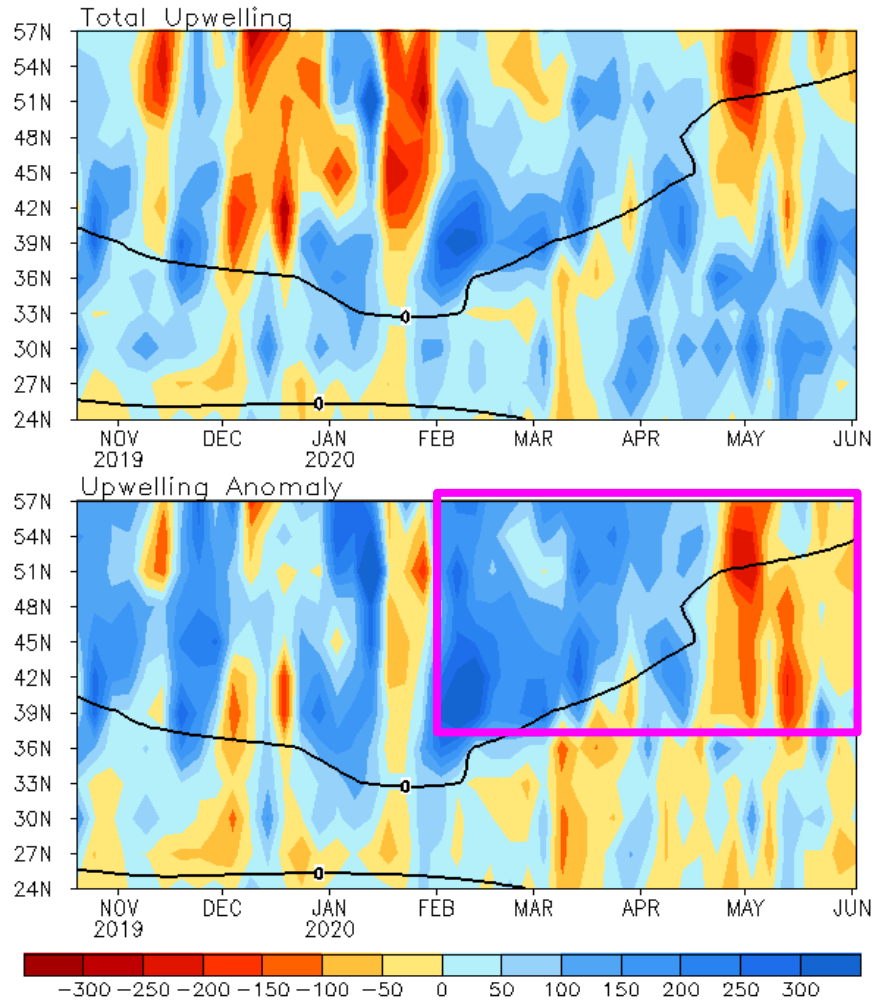 Total Upwelling
57N
54N
51N
48N
45N
42N
39N
36N
33N
30N
27N
24N
0
0
NOV DEC JAN FEB MAR APR MAY JUN
2019 2020
Upwelling Anomaly
57N
54N
51N
48N
45N
42N
39N
36N
33N
30N
27N
24N
0
0
NOV DEC JAN FEB MAR APR MAY JUN
2019 2020
-300 -250 -200 -150 -100 -50 0 50 100 150 200 250 300